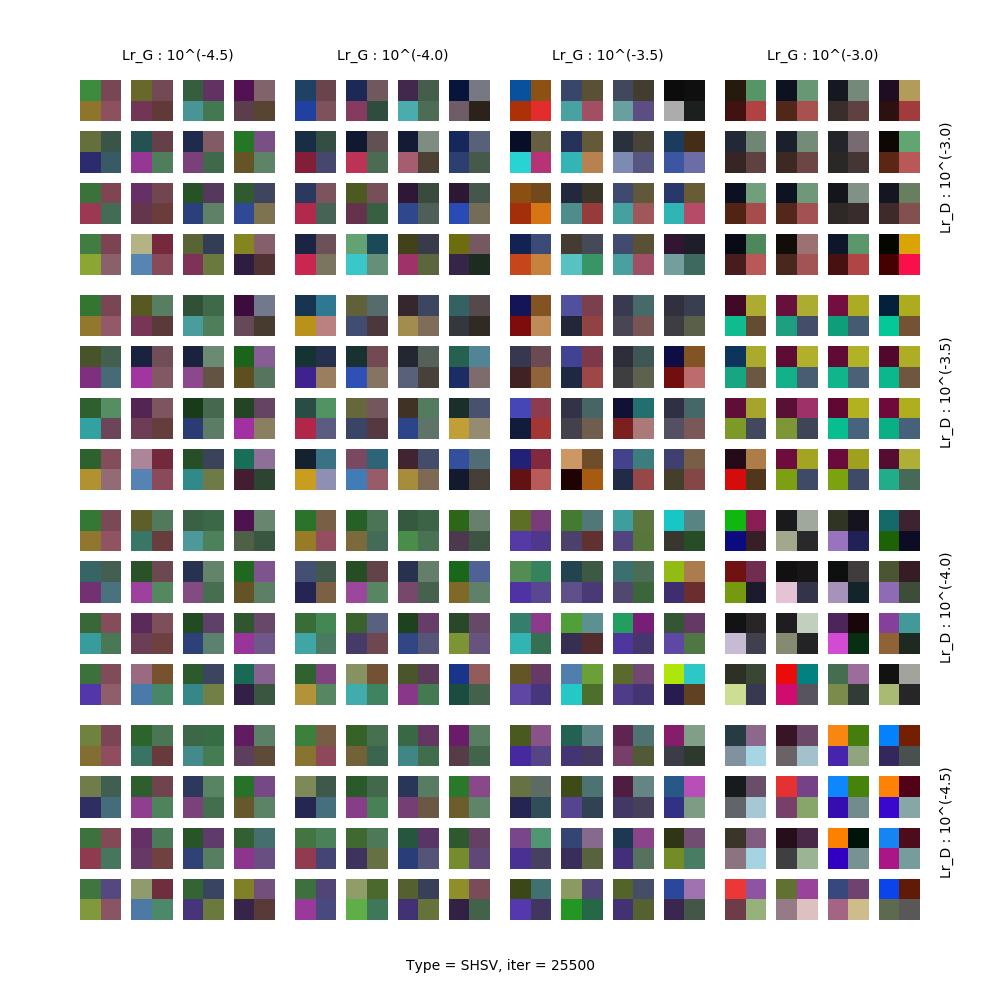 Lr_G : 10^(-4.5)
Lr_G : 10^(-4.0)
Lr_G : 10^(-3.5)
Lr_G : 10^(-3.0)
Lr_D : 10^(-3.0)
Lr_D : 10^(-3.5)
Lr_D : 10^(-4.0)
Lr_D : 10^(-4.5)
Type = SHSV, iter = 25500